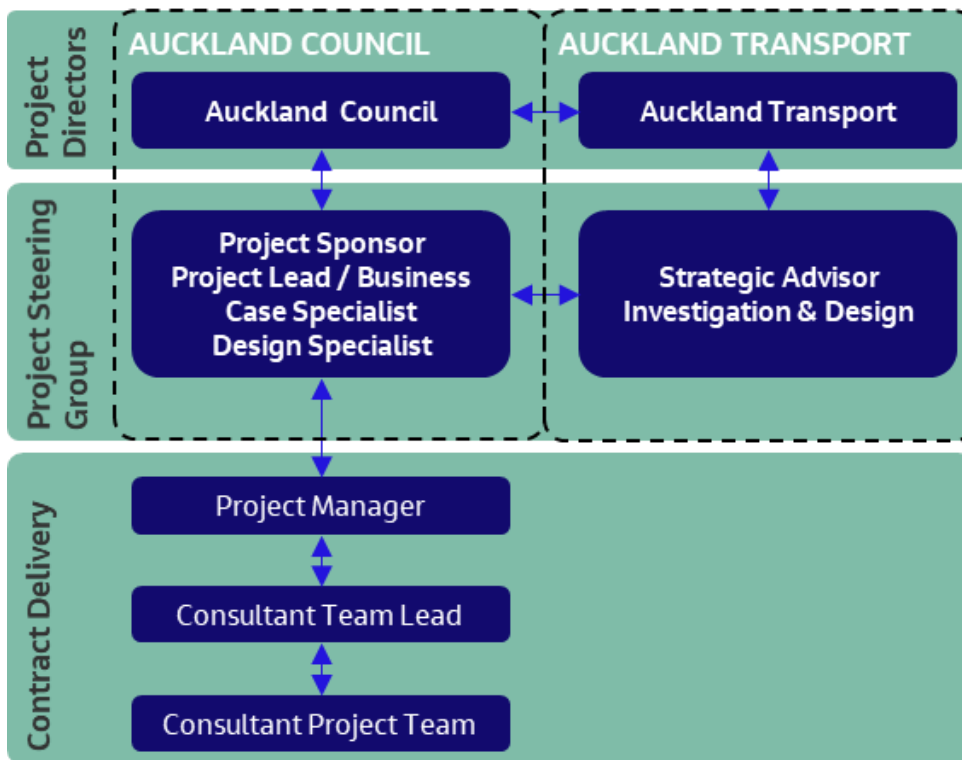 AUCKLAND COUNCIL
AUCKLAND TRANSPORT
Project
Directors
Auckland Council
Auckland Transport
Project Steering
Group
Project Sponsor
Project Lead / Business
Case Specialist
Design Specialist
Strategic Advisor
Investigation & Design
Contract Delivery
Project Manager
Consultant Team Lead
Consultant Project Team